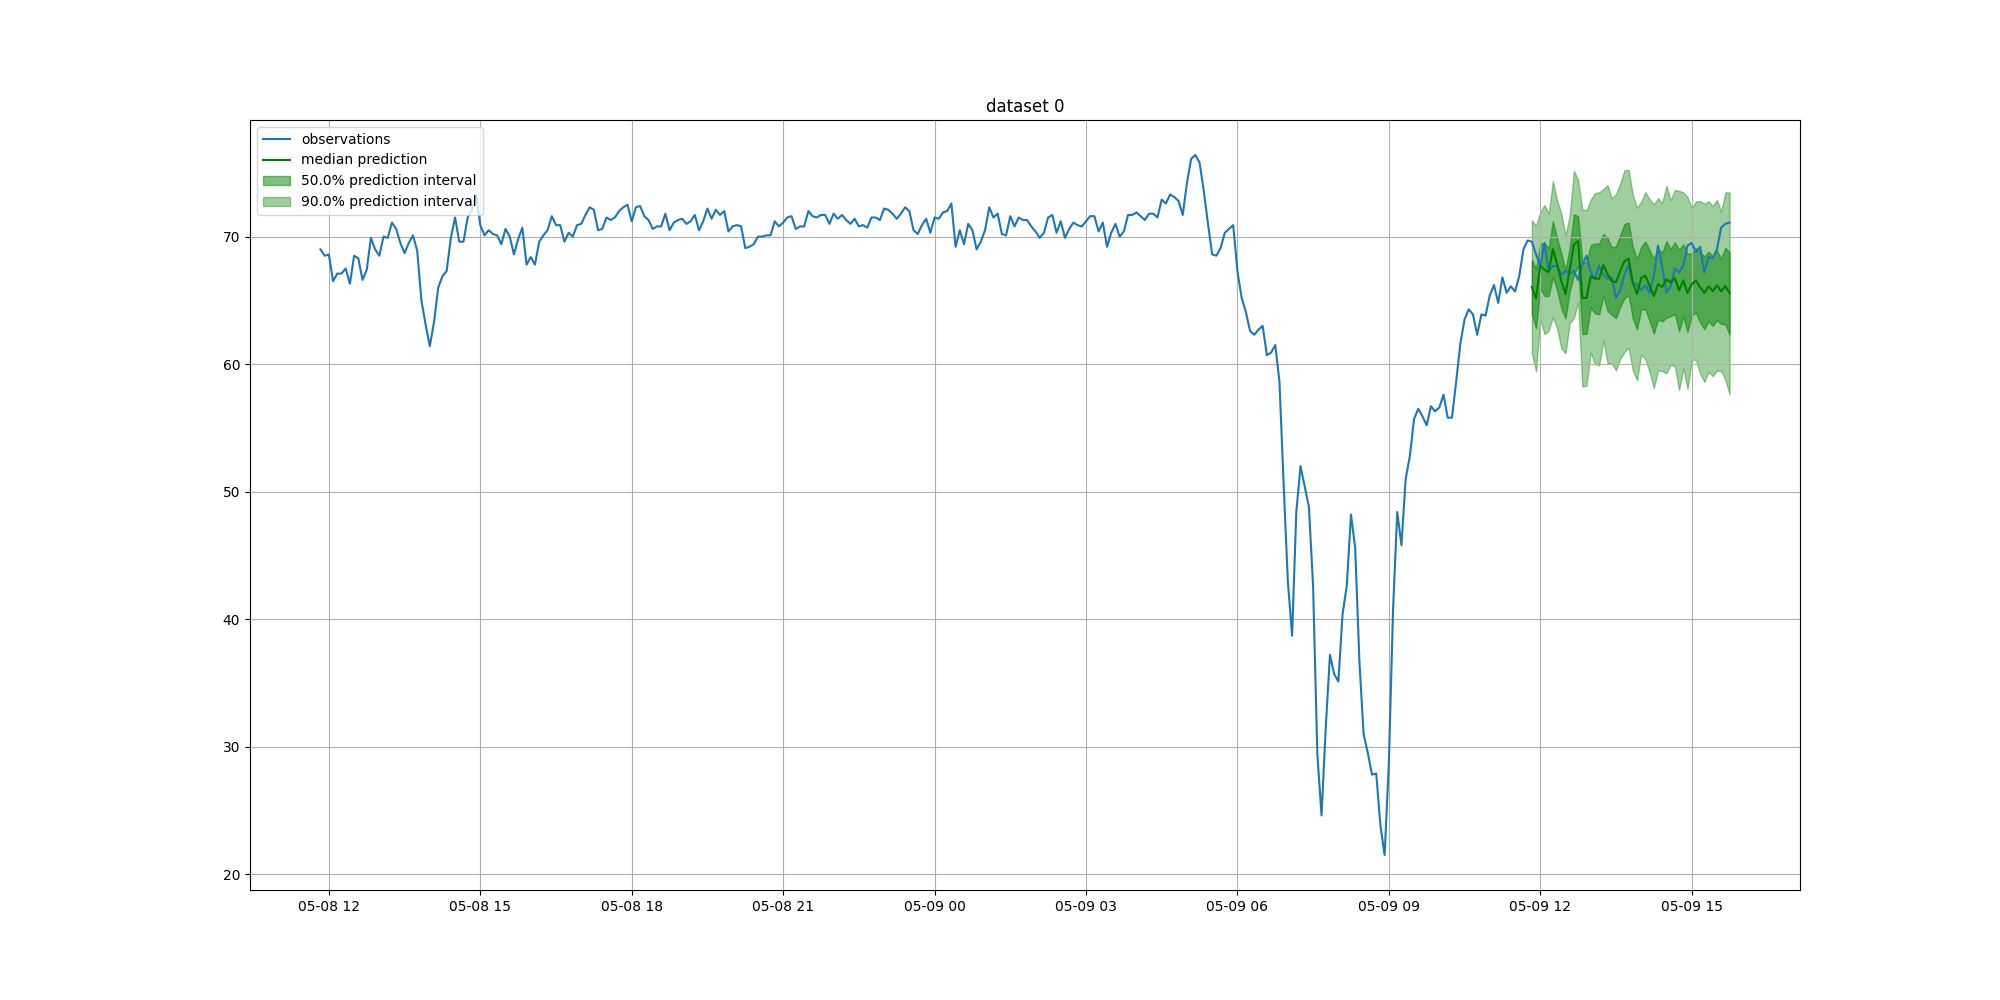 dataset 0
observations
median prediction
50.0% prediction interval
90.0% prediction interval
70
60
50
40
30
20
05-08 12 05-08 15 05-08 18 05-08 21 05-09 00 05-09 03 05-09 06 05-09 09 05-09 12 05-09 15